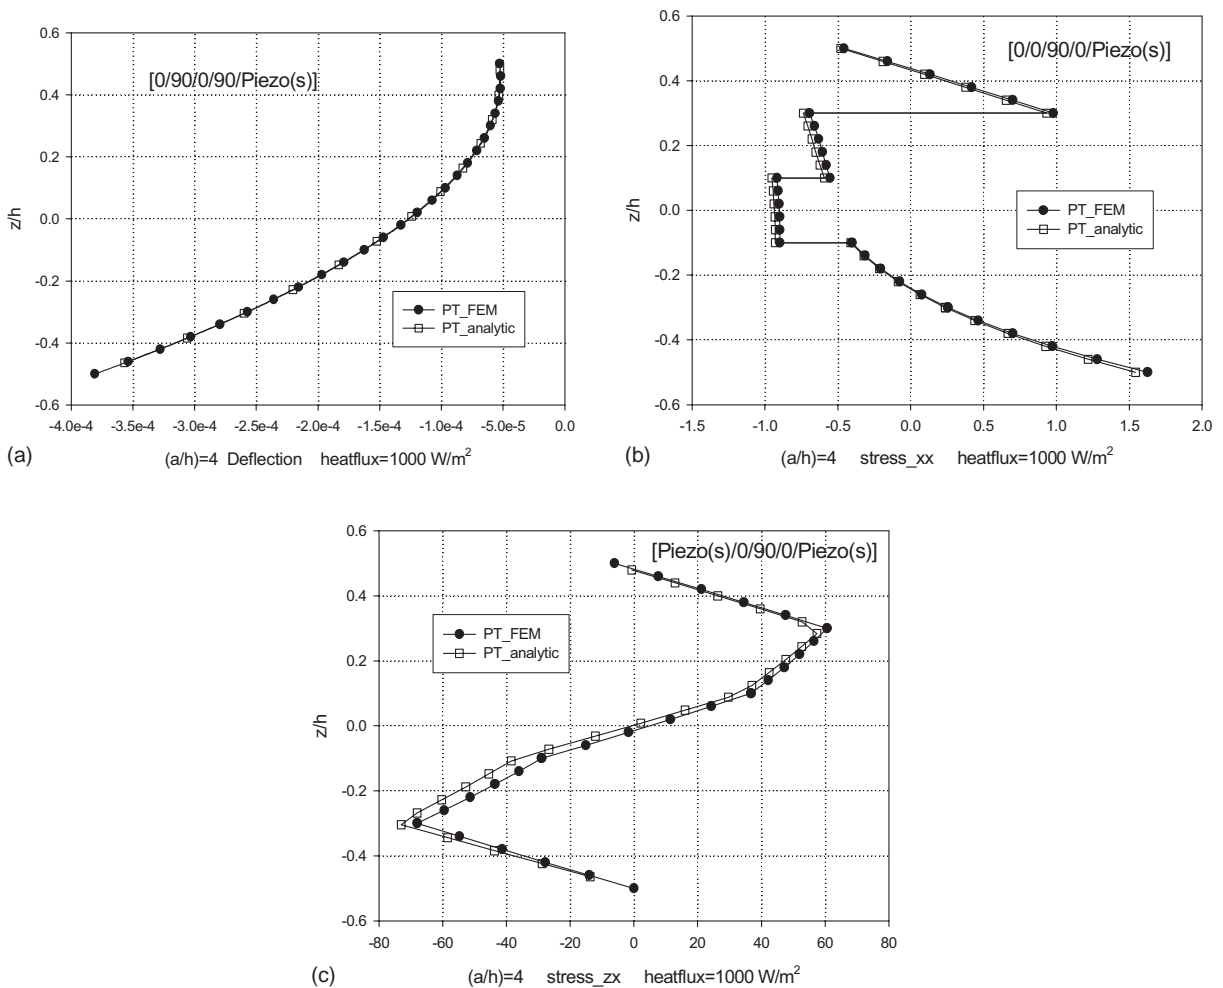 0.6
[0/90/0/90/Piezo(s)]
0.4
0.2
z/h
0.0
-0.2
PT_FEM
PT_analytic
-0.4
-0.6
-4.0e-4 -3.5e-4 -3.0e-4 -2.5e-4 -2.0e-4 -1.5e-4 -1.0e-4 -5.0e-5 0.0
(a) (a/h)=4 Deflection heatflux=1000 W/m²
0.6
[0/0/90/0/Piezo(s)]
0.4
0.2
z/h
0.0
PT_FEM
PT_analytic
-0.2
-0.4
-0.6
-1.5 -1.0 -0.5 0.0 0.5 1.0 1.5 2.0
(b) (a/h)=4 stress_xx heatflux=1000 W/m²
0.6
[Piezo(s)/0/90/0/Piezo(s)]
0.4
PT_FEM
PT_analytic
0.2
z/h
0.0
-0.2
-0.4
-0.6
-80 -60 -40 -20 0 20 40 60 80
(c) (a/h)=4 stress_zx heatflux=1000 W/m²